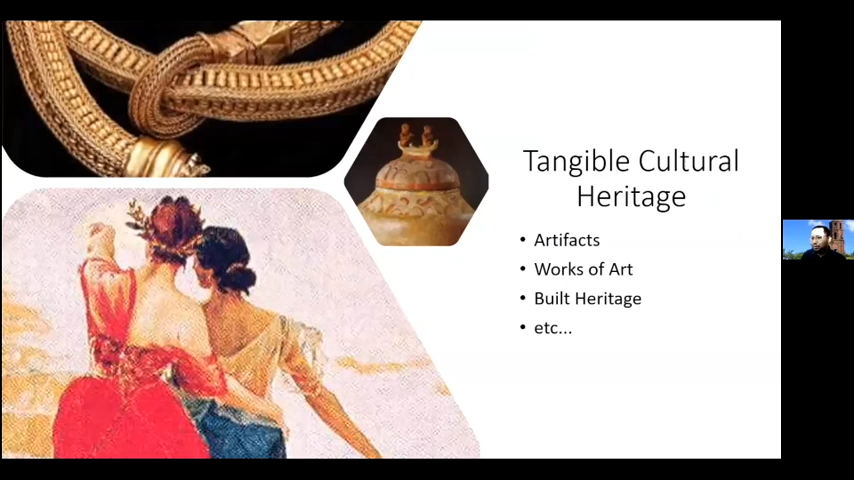 Tangible Cultural
Heritage
• Artifacts
• Works of Art
• Built Heritage
• etc...